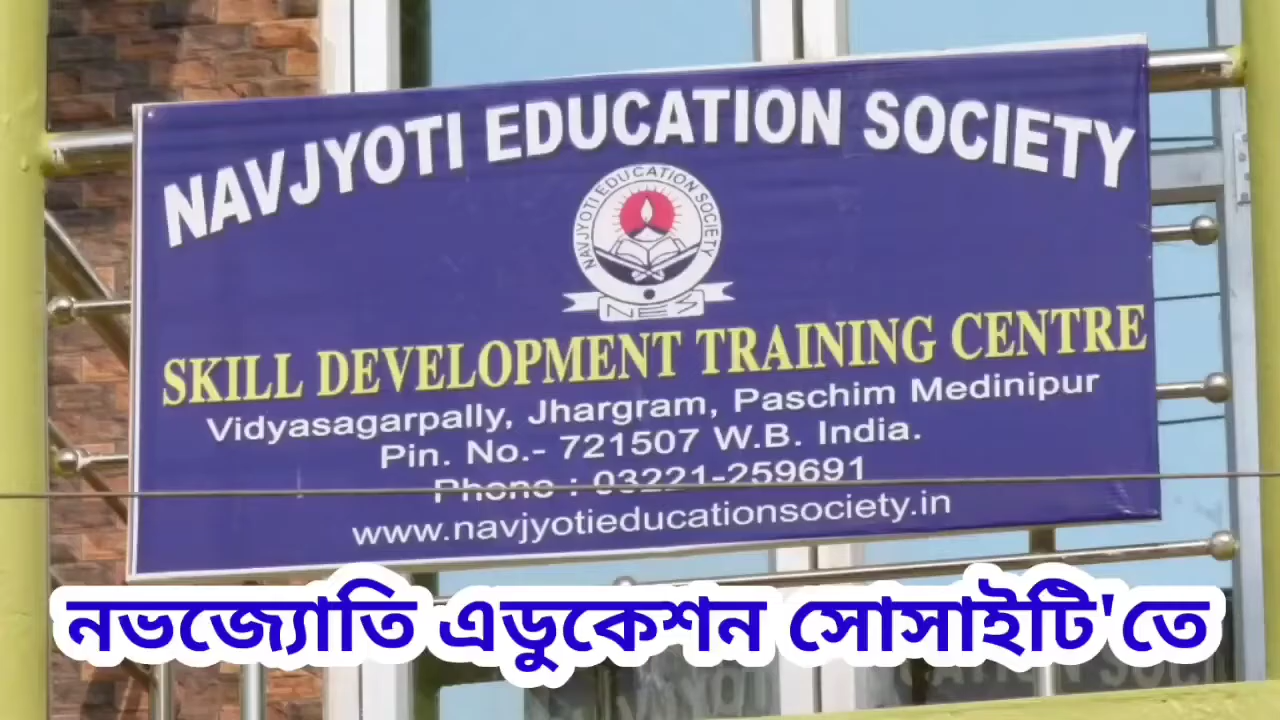 NAVJYOTI EDUCATION SOCIETY
NAVJYOTI EDUCATION SOCIETY
NES
SKILL DEVELOPMENT TRAINING CENTRE
Vidyasagarpally, Jhargram, Paschim Medinipur
Pin. No.- 721507 W.B. India.
Phone : 03221-259691
www.navjyotieducationsociety.in
নভজ্যোতি এডুকেশন সোসাইটি'তে